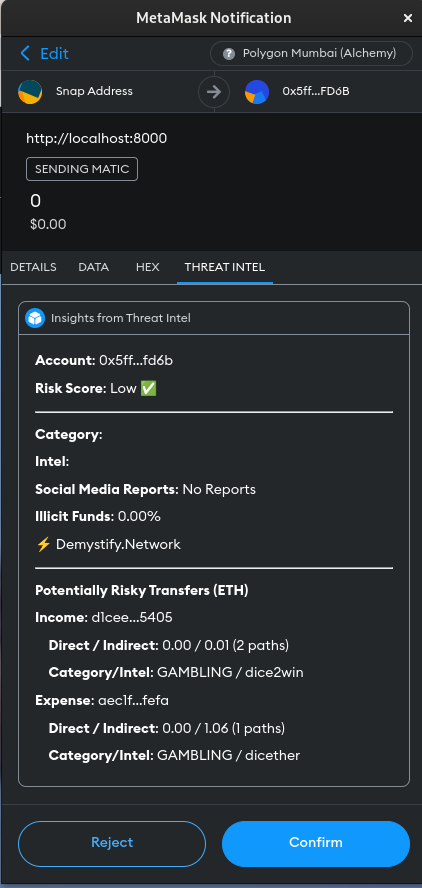 MetaMask Notification ×
Edit
? Polygon Mumbai (Alchemy)
Snap Address
0x5ff...FD6B
http://localhost:8000
SENDING MATIC
0
$0.00
DETAILS DATA HEX THREAT INTEL
Insights from Threat Intel
Account: 0x5ff...fd6b
Risk Score: Low ✅
Category:
Intel:
Social Media Reports: No Reports
Illicit Funds: 0.00%
⚡ Demystify.Network
Potentially Risky Transfers (ETH)
Income: d1cee...5405
Direct / Indirect: 0.00 / 0.01 (2 paths)
Category/Intel: GAMBLING / dice2win
Expense: aec1f...fefa
Direct / Indirect: 0.00 / 1.06 (1 paths)
Category/Intel: GAMBLING / dicether
Reject Confirm